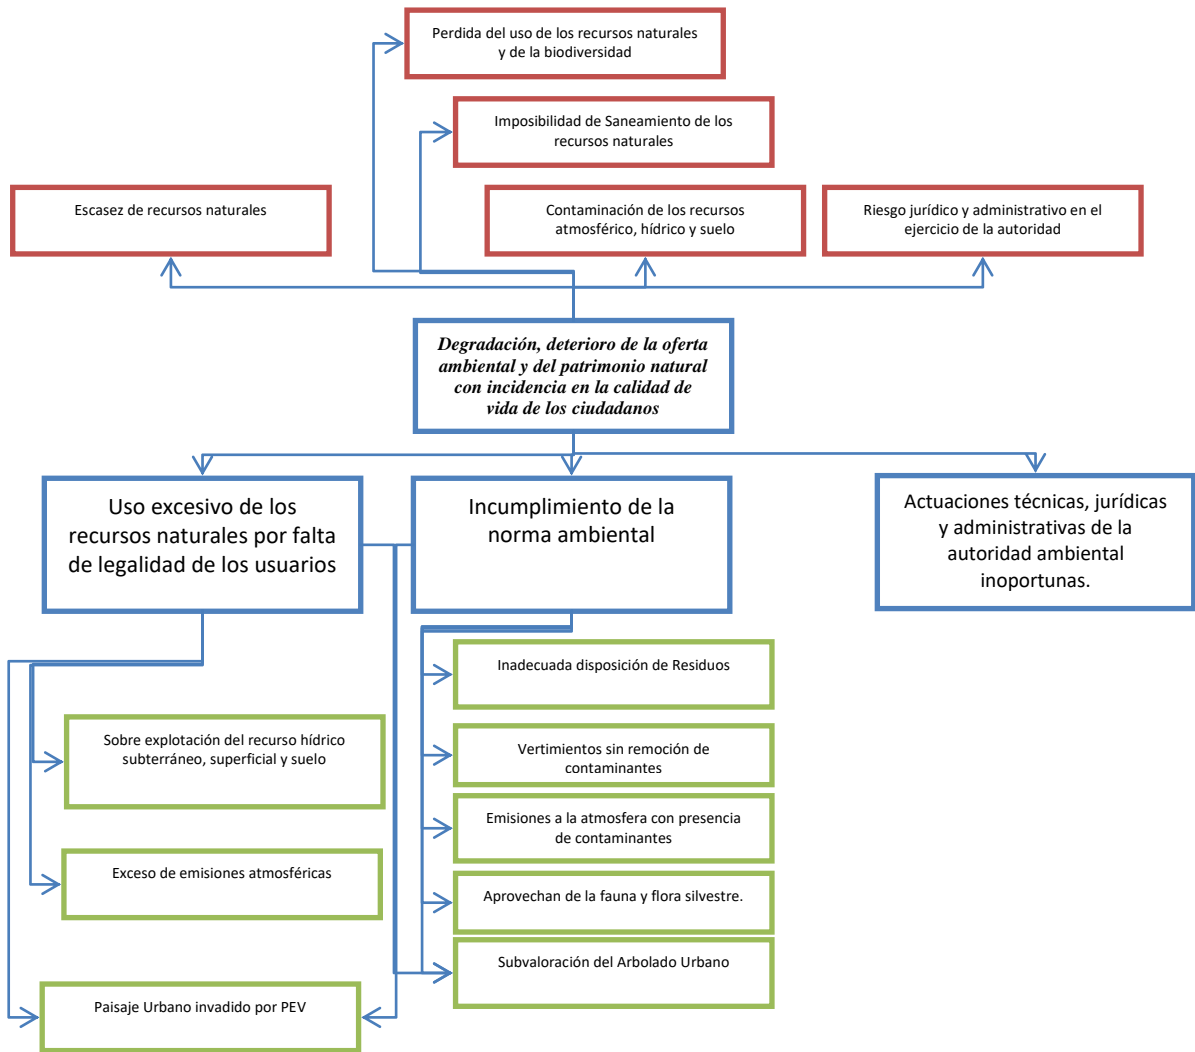 Perdida del uso de los recursos naturales
y de la biodiversidad
Imposibilidad de Saneamiento de los
recursos naturales
Escasez de recursos naturales
Contaminación de los recursos
atmosférico, hídrico y suelo
Riesgo jurídico y administrativo en el
ejercicio de la autoridad
Degradación, deterioro de la oferta
ambiental y del patrimonio natural
con incidencia en la calidad de
vida de los ciudadanos
Uso excesivo de los
recursos naturales por falta
de legalidad de los usuarios
Incumplimiento de la
norma ambiental
Actuaciones técnicas, jurídicas
y administrativas de la
autoridad ambiental
inoportunas.
Inadecuada disposición de Residuos
Sobre explotación del recurso hídrico
subterráneo, superficial y suelo
Vertimientos sin remoción de
contaminantes
Emisiones a la atmosfera con presencia
de contaminantes
Exceso de emisiones atmosféricas
Aprovechan de la fauna y flora silvestre.
Subvaloración del Arbolado Urbano
Paisaje Urbano invadido por PEV